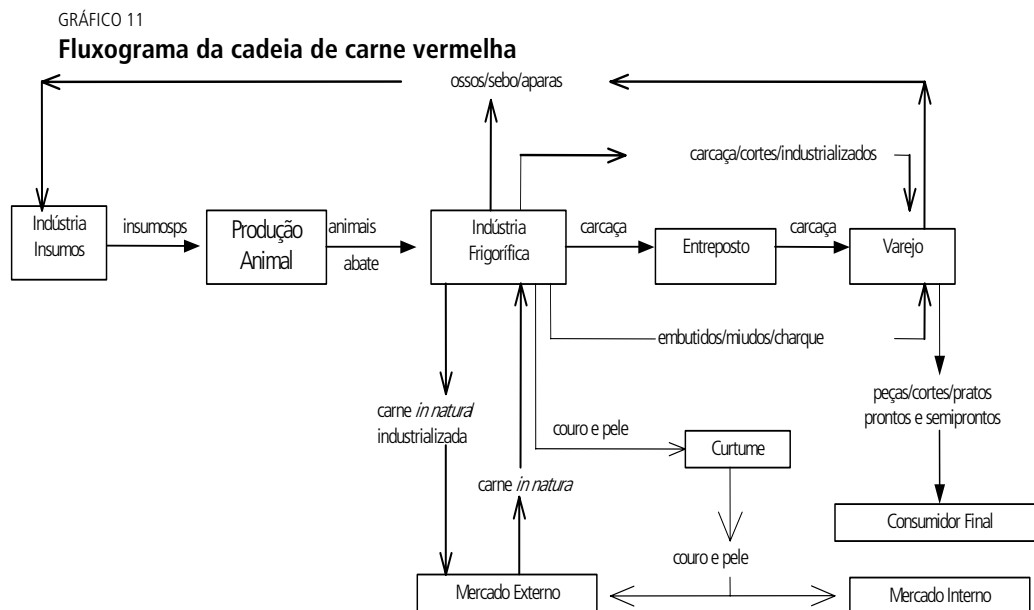 GRÁFICO 11
Fluxograma da cadeia de carne vermelha
ossos/sebo/aparas
carcaça/cortes/industrializados
Indústria
Insumos
insumosps
Produção
Animal
animais
abate
Indústria
Frigorífica
carcaça
Entreposto
carcaça
Varejo
embutidos/miudos/charque
carne in natural
industrializada
couro e pele
Curtume
peças/cortes/pratos
prontos e semiprontos
carne in natura
Consumidor Final
couro e pele
Mercado Externo
Mercado Interno